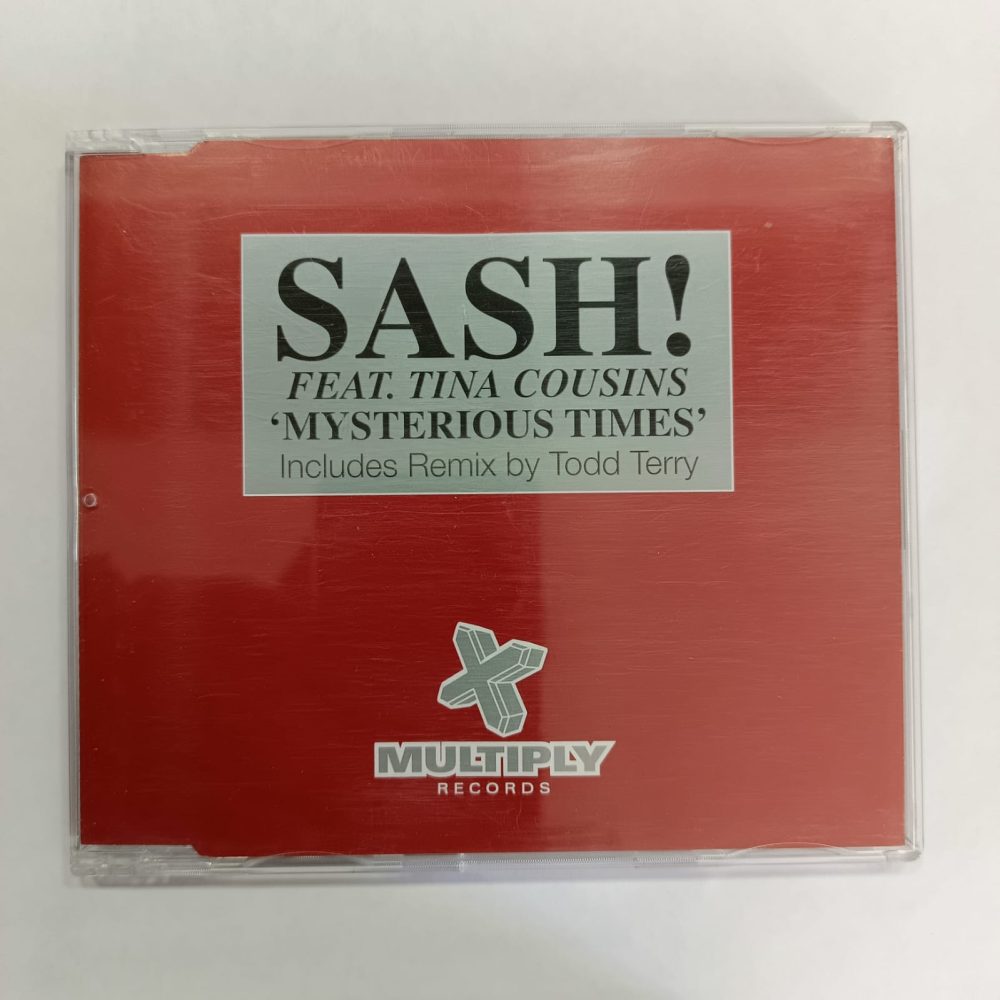 SASH!
FEAT. TINA COUSINS
‘MYSTERIOUS TIMES’
Includes Remix by Todd Terry
MULTIPLY
RECORDS